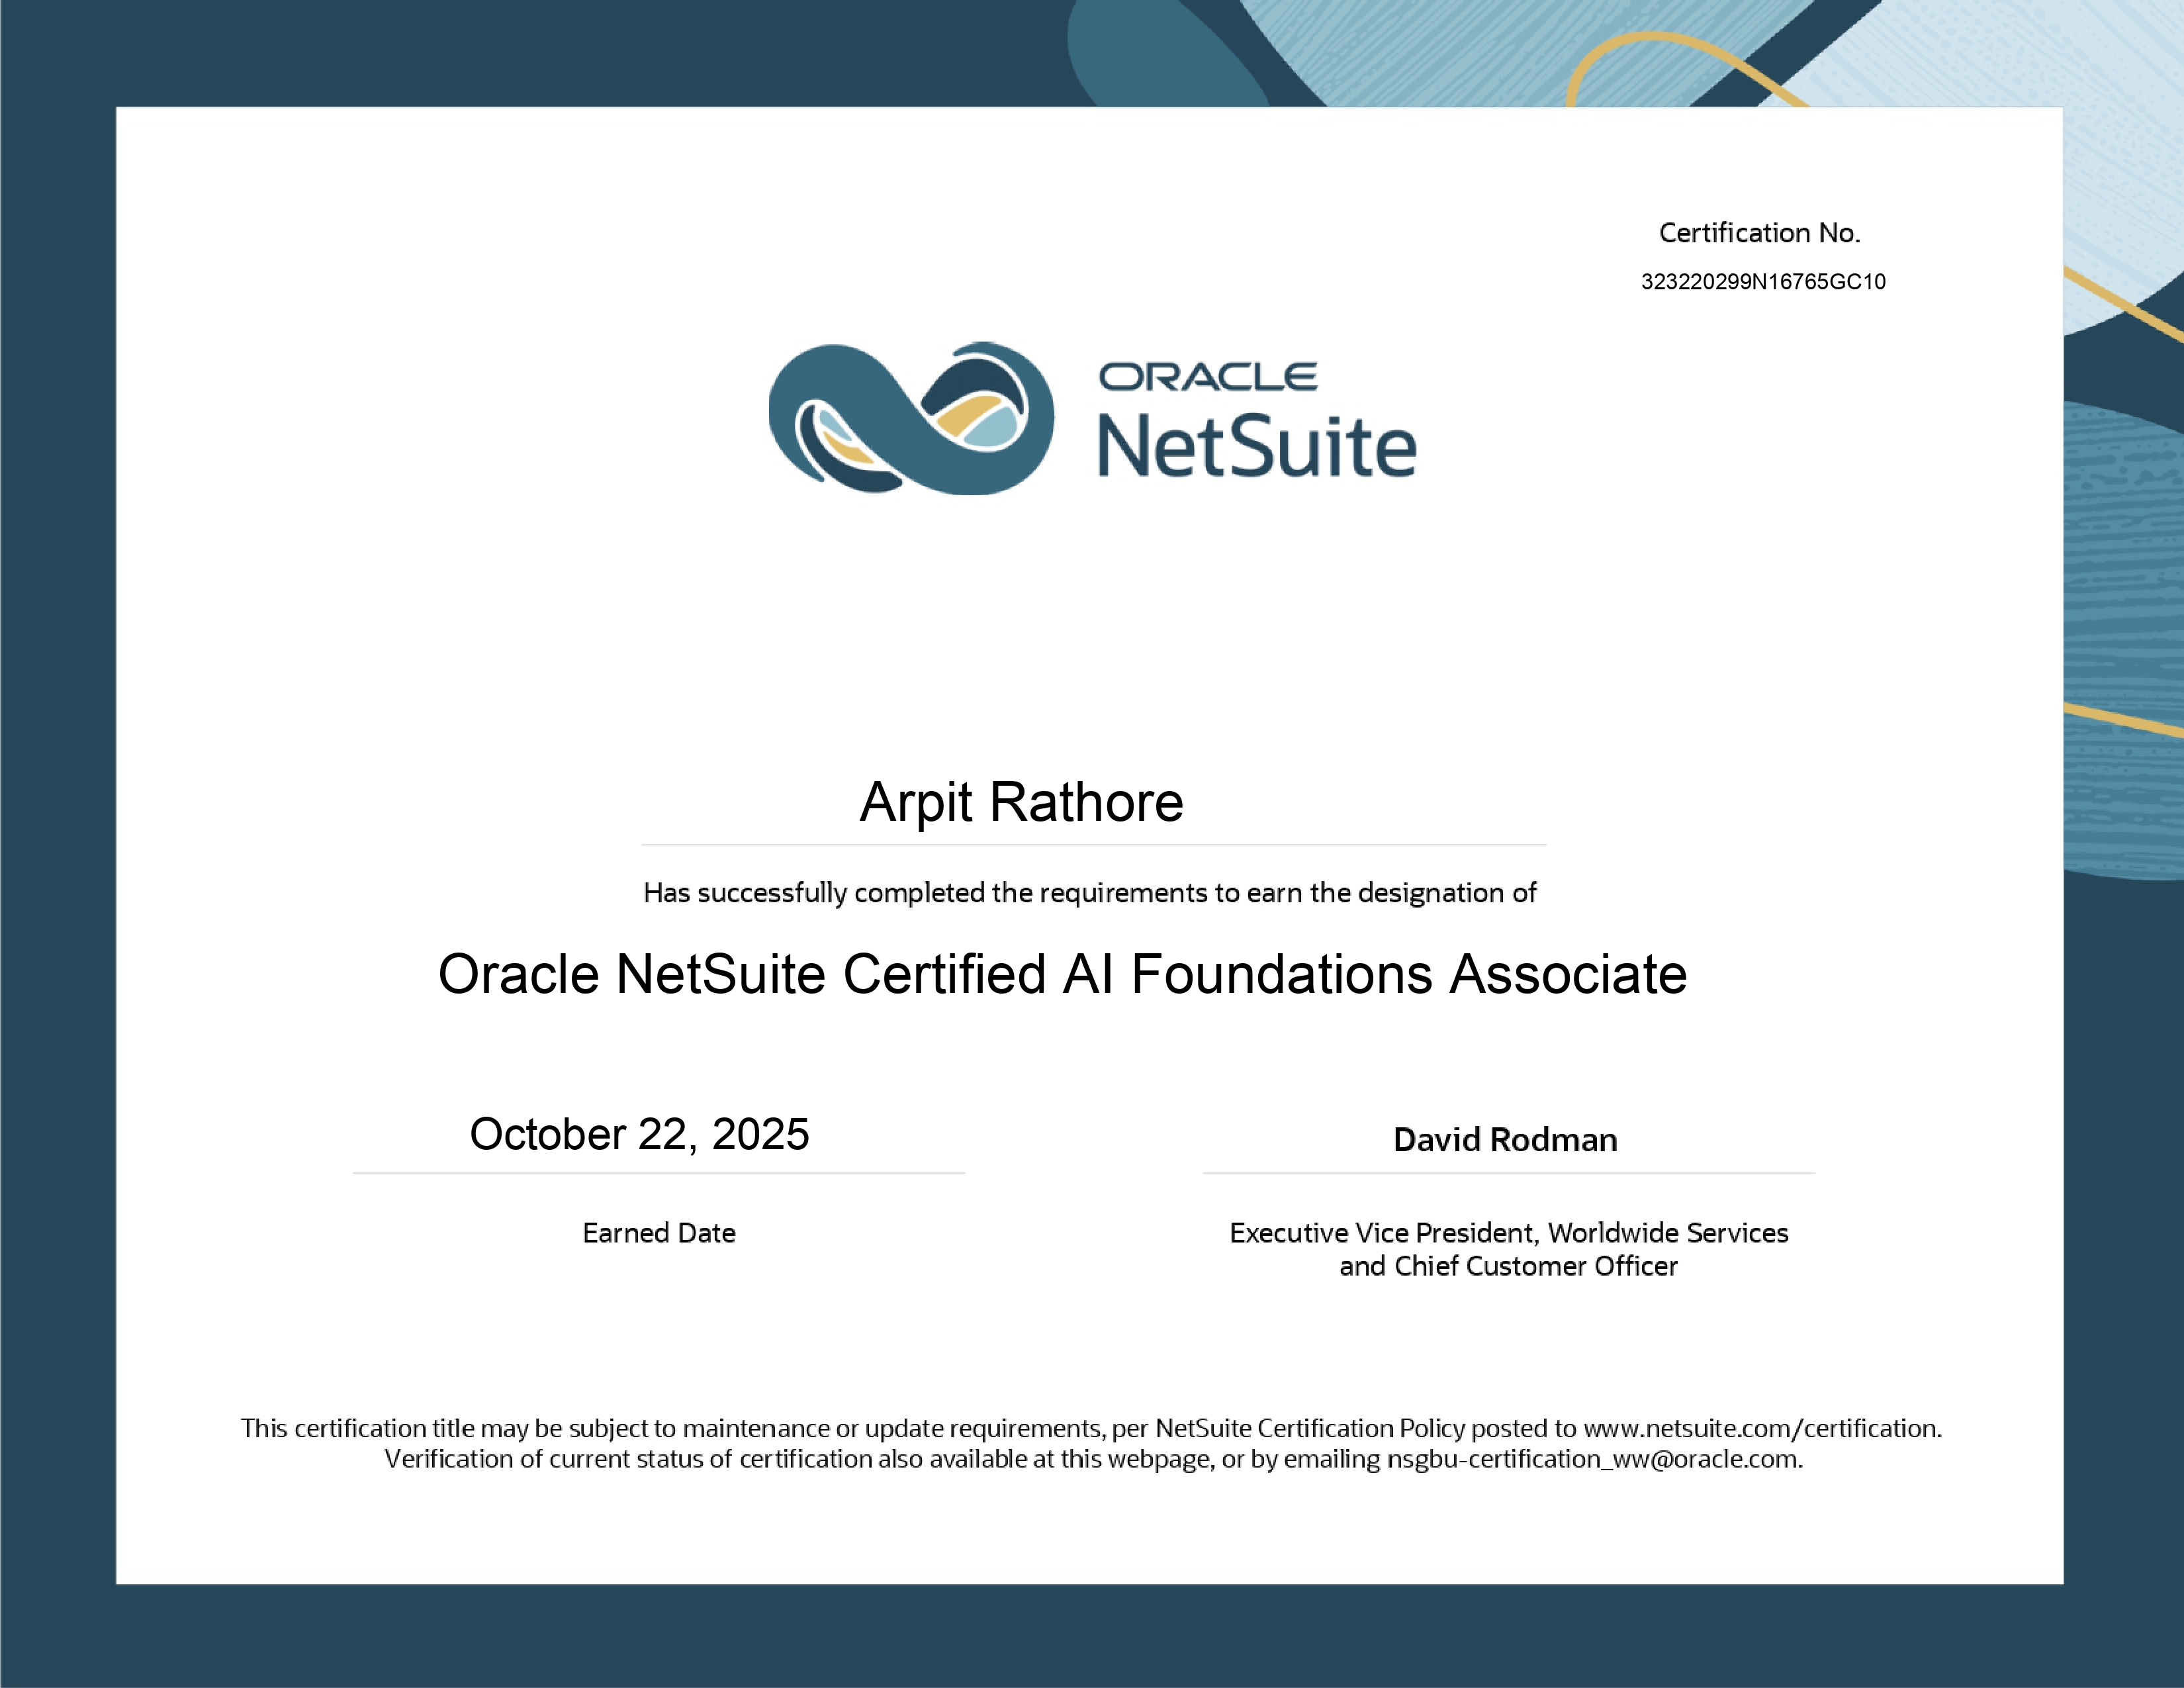 Certification No.
323220299N16765GC10
ORACLE
NetSuite
Arpit Rathore
Has successfully completed the requirements to earn the designation of
Oracle NetSuite Certified AI Foundations Associate
October 22, 2025
David Rodman
Earned Date
Executive Vice President, Worldwide Services
and Chief Customer Officer
This certification title may be subject to maintenance or update requirements, per NetSuite Certification Policy posted to www.netsuite.com/certification.
Verification of current status of certification also available at this webpage, or by emailing nsgbu-certification_ww@oracle.com.